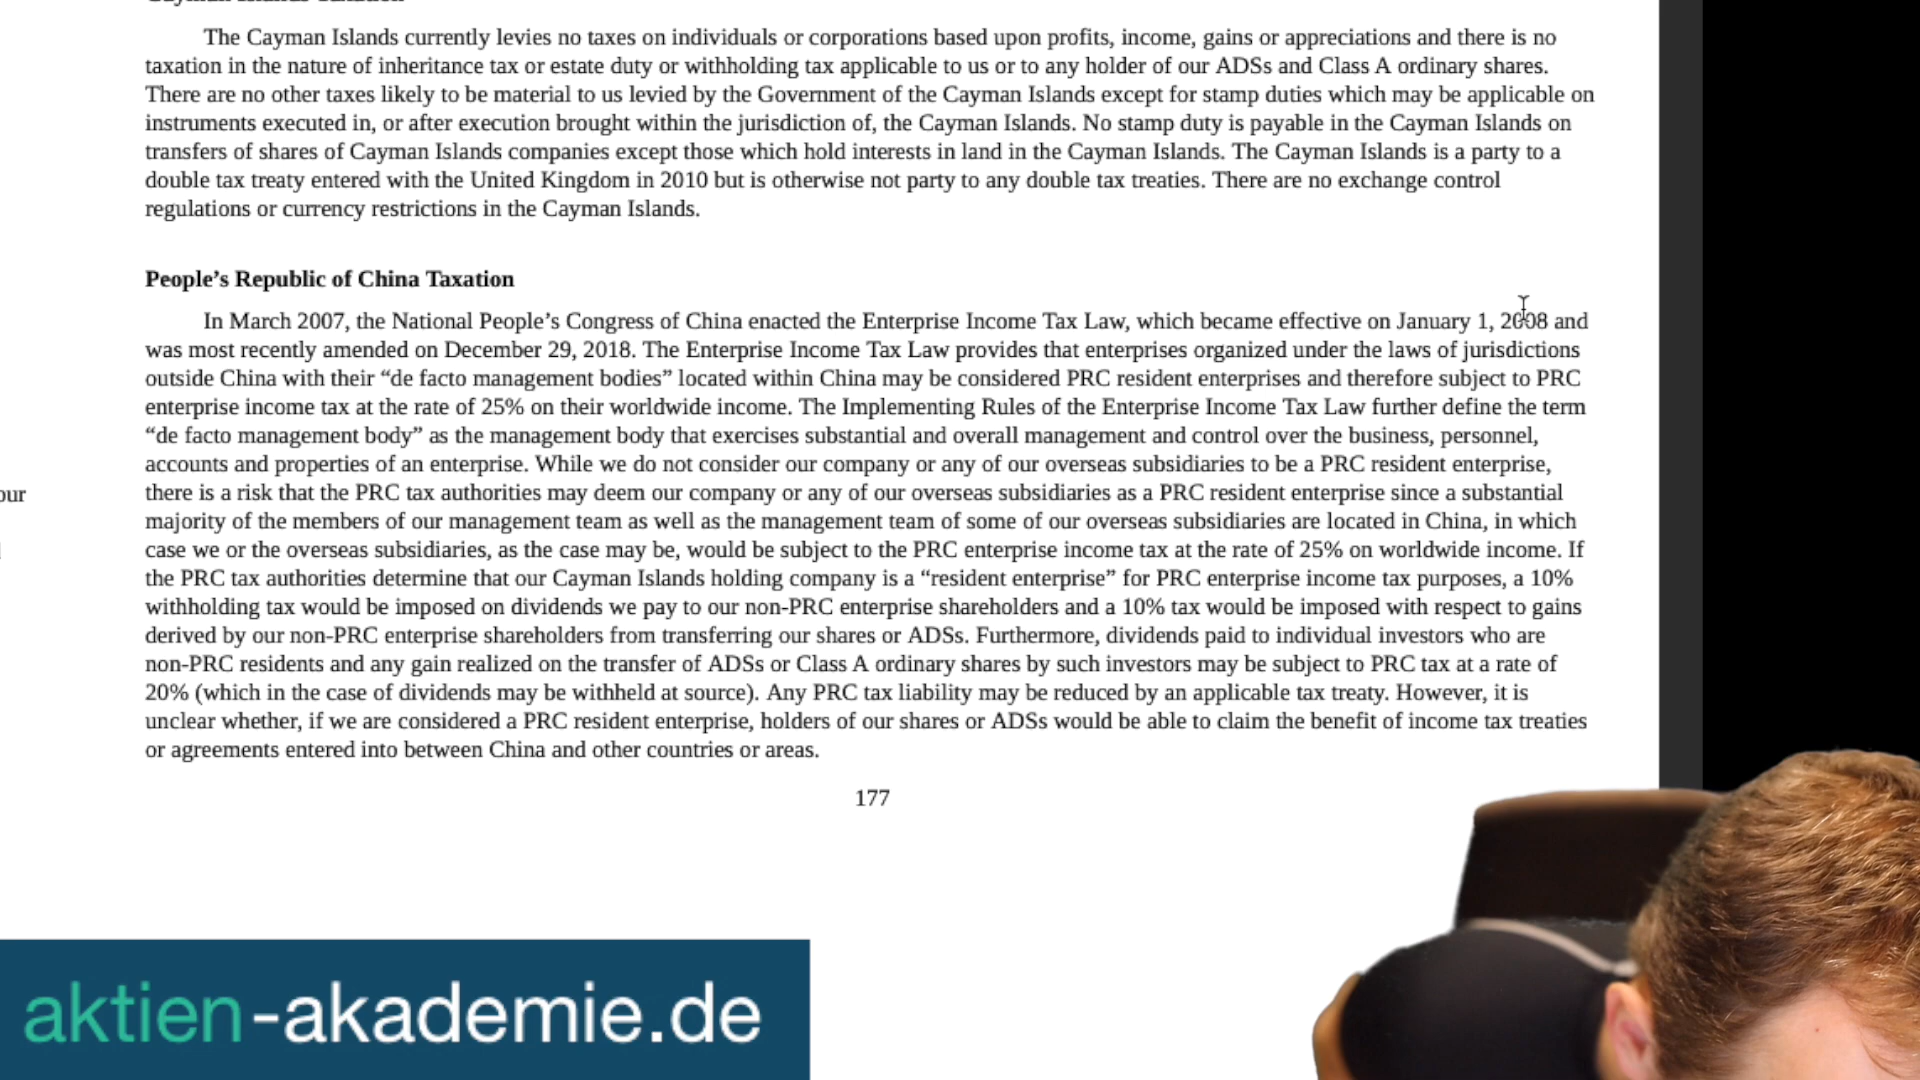 The Cayman Islands currently levies no taxes on individuals or corporations based upon profits, income, gains or appreciations and there is no
taxation in the nature of inheritance tax or estate duty or withholding tax applicable to us or to any holder of our ADSs and Class A ordinary shares.
There are no other taxes likely to be material to us levied by the Government of the Cayman Islands except for stamp duties which may be applicable on
instruments executed in, or after execution brought within the jurisdiction of, the Cayman Islands. No stamp duty is payable in the Cayman Islands on
transfers of shares of Cayman Islands companies except those which hold interests in land in the Cayman Islands. The Cayman Islands is a party to a
double tax treaty entered with the United Kingdom in 2010 but is otherwise not party to any double tax treaties. There are no exchange control
regulations or currency restrictions in the Cayman Islands.
People’s Republic of China Taxation
In March 2007, the National People’s Congress of China enacted the Enterprise Income Tax Law, which became effective on January 1, 2008 and
was most recently amended on December 29, 2018. The Enterprise Income Tax Law provides that enterprises organized under the laws of jurisdictions
outside China with their “de facto management bodies” located within China may be considered PRC resident enterprises and therefore subject to PRC
enterprise income tax at the rate of 25% on their worldwide income. The Implementing Rules of the Enterprise Income Tax Law further define the term
“de facto management body” as the management body that exercises substantial and overall management and control over the business, personnel,
accounts and properties of an enterprise. While we do not consider our company or any of our overseas subsidiaries to be a PRC resident enterprise,
there is a risk that the PRC tax authorities may deem our company or any of our overseas subsidiaries as a PRC resident enterprise since a substantial
majority of the members of our management team as well as the management team of some of our overseas subsidiaries are located in China, in which
case we or the overseas subsidiaries, as the case may be, would be subject to the PRC enterprise income tax at the rate of 25% on worldwide income. If
the PRC tax authorities determine that our Cayman Islands holding company is a “resident enterprise” for PRC enterprise income tax purposes, a 10%
withholding tax would be imposed on dividends we pay to our non-PRC enterprise shareholders and a 10% tax would be imposed with respect to gains
derived by our non-PRC enterprise shareholders from transferring our shares or ADSs. Furthermore, dividends paid to individual investors who are
non-PRC residents and any gain realized on the transfer of ADSs or Class A ordinary shares by such investors may be subject to PRC tax at a rate of
20% (which in the case of dividends may be withheld at source). Any PRC tax liability may be reduced by an applicable tax treaty. However, it is
unclear whether, if we are considered a PRC resident enterprise, holders of our shares or ADSs would be able to claim the benefit of income tax treaties
or agreements entered into between China and other countries or areas.
177
our
aktien-akademie.de